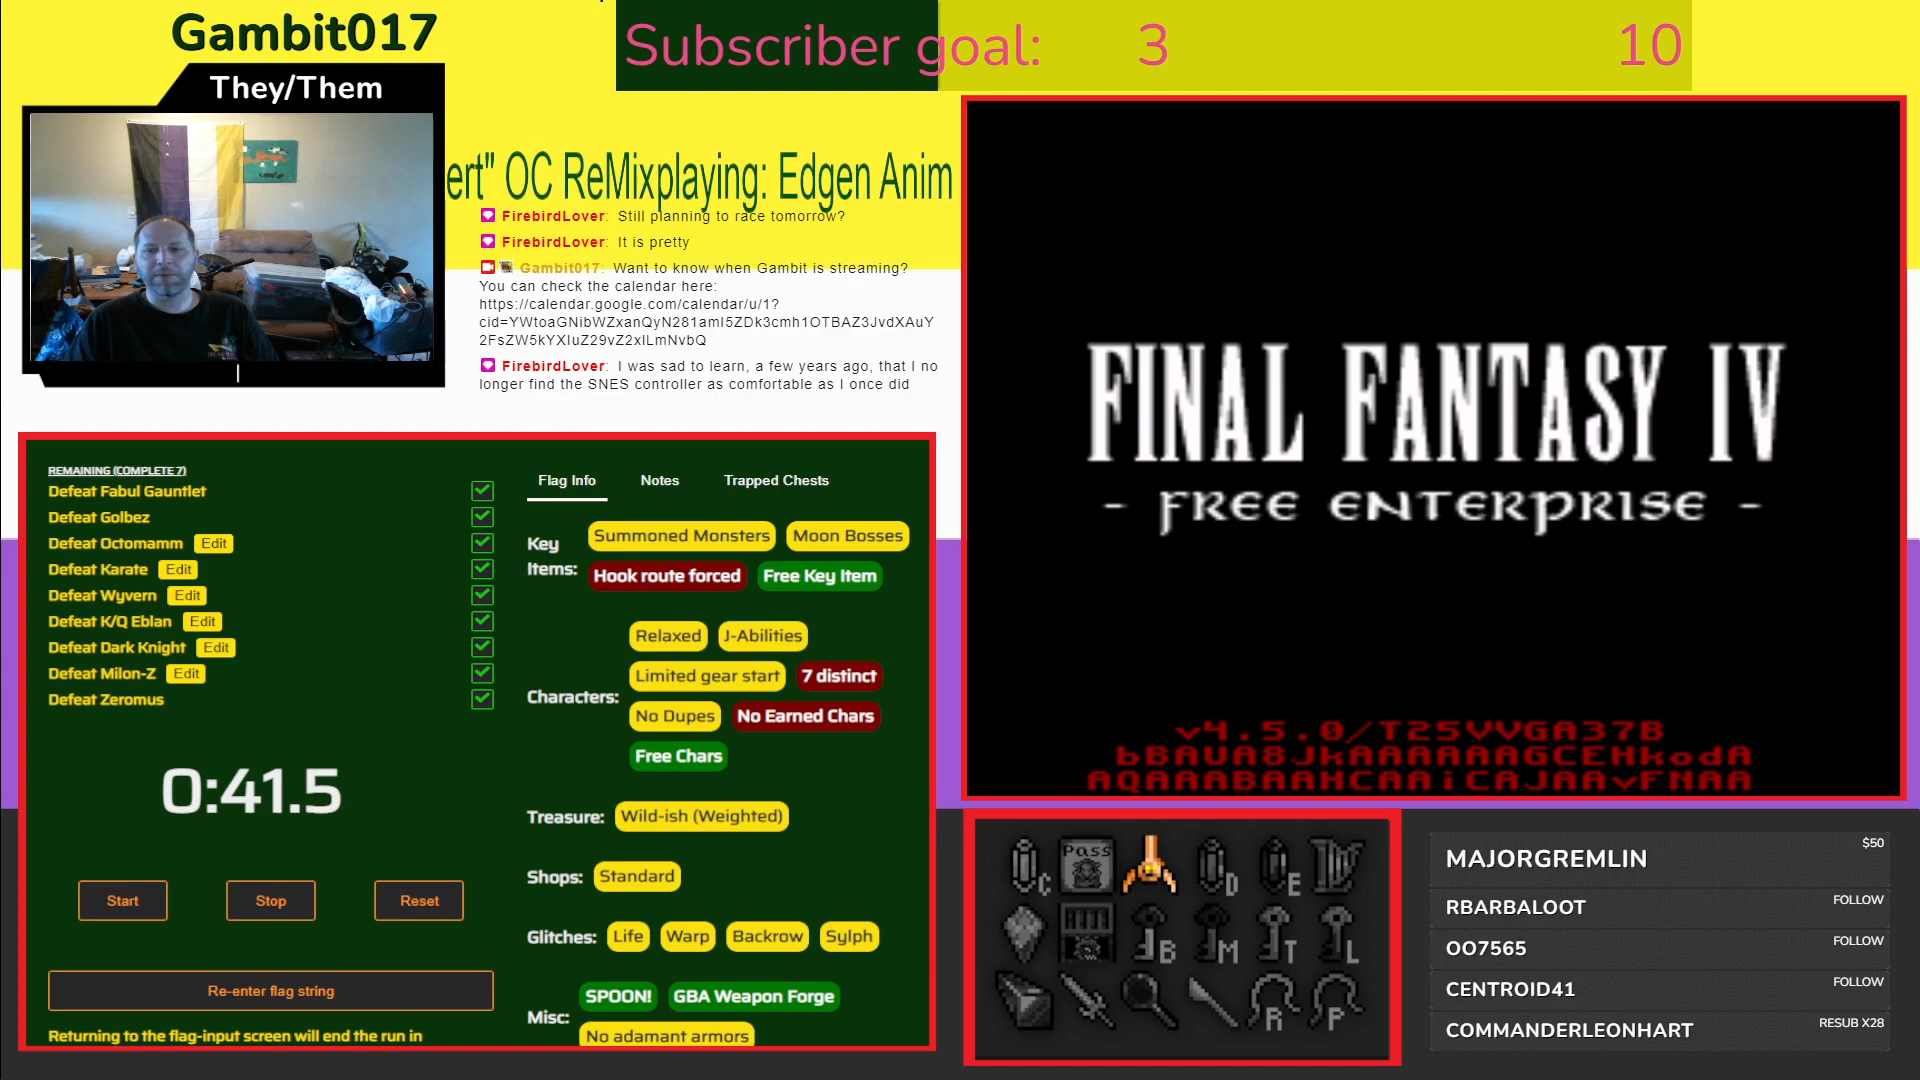 Gambit017
They/Them
Subscriber goal: 3 10
ert" OC ReMixplaying: Edgen Anim
FirebirdLover: Still planning to race tomorrow?
FirebirdLover: It is pretty
Gambit017: Want to know when Gambit is streaming?
You can check the calendar here:
https://calendar.google.com/calendar/u/1?
FirebirdLover: I was sad to learn, a few years ago, that I no
longer find the SNES controller as comfortable as I once did
REMAINING (COMPLETE 7)
Defeat Fabul Gauntlet
Defeat Golbez
Defeat Octomamm Edit
Defeat Karate Edit
Defeat Wyvern Edit
Defeat K/Q Eblan Edit
Defeat Dark Knight Edit
Defeat Milon-Z Edit
Defeat Zeromus
0:41.5
Start Stop Reset
Re-enter flag string
Returning to the flag-input screen will end the run in
Flag Info Notes Trapped Chests
Key Items: Summoned Monsters Moon Bosses
Hook route forced Free Key Item
Characters: Relaxed J-Abilities
Limited gear start 7 distinct
No Dupes No Earned Chars
Free Chars
Treasure: Wild-ish (Weighted)
Shops: Standard
Glitches: Life Warp Backrow Sylph
Misc: SPOON! GBA Weapon Forge
No adamant armors
FINAL FANTASY IV
- FREE ENTERPRISE -
v4.5.0/T25VVGA37B
bBAUA8JkAAAAAAGCEHkodA
AQAAABAAHCAAiCAJAAvFNAA
C Pass D E
B M T L
R P
MAJORGREMLIN $50
RBARBALOOT FOLLOW
OO7565 FOLLOW
CENTROID41 FOLLOW
COMMANDERLEONHART RESUB X28